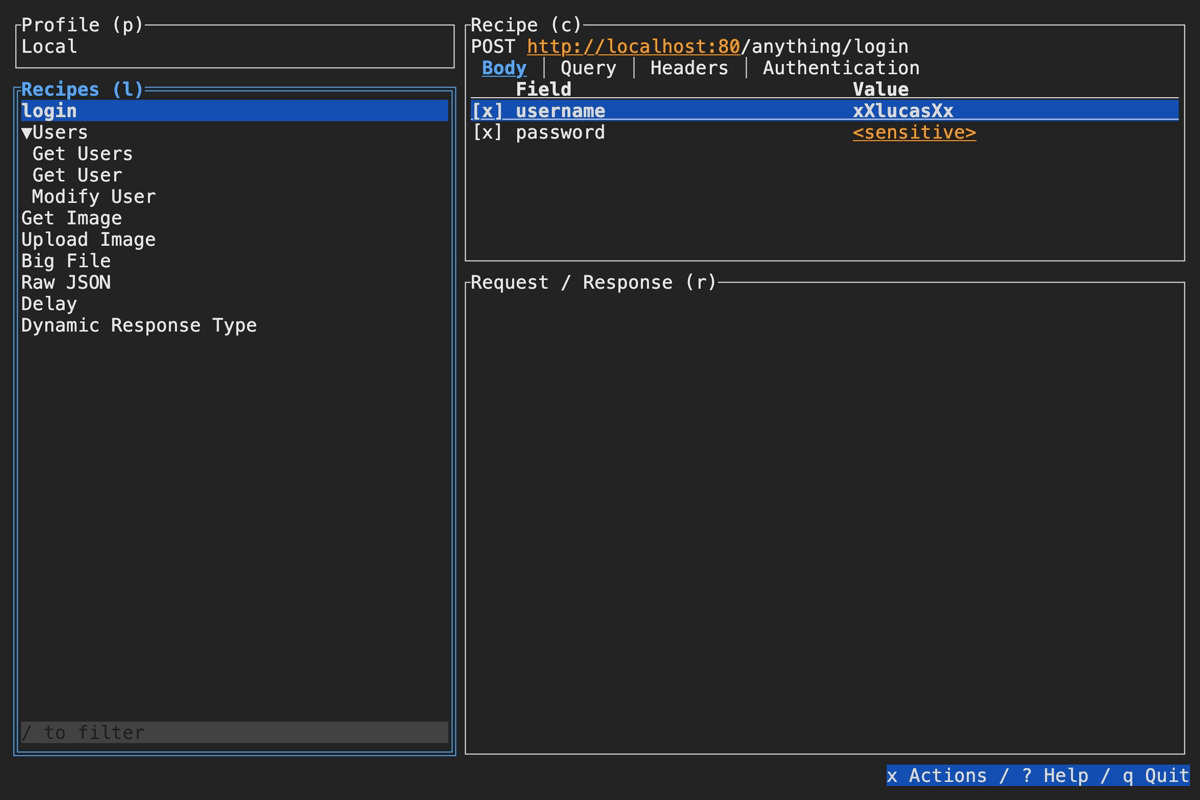 Profile (p)
Local
Recipes (l)
login
▼Users
Get Users
Get User
Modify User
Get Image
Upload Image
Big File
Raw JSON
Delay
Dynamic Response Type
/ to filter
Recipe (c)
POST http://localhost:80/anything/login
Body | Query | Headers | Authentication
Field Value
[x] username xXlucasXx
[x] password <sensitive>
Request / Response (r)
x Actions / ? Help / q Quit